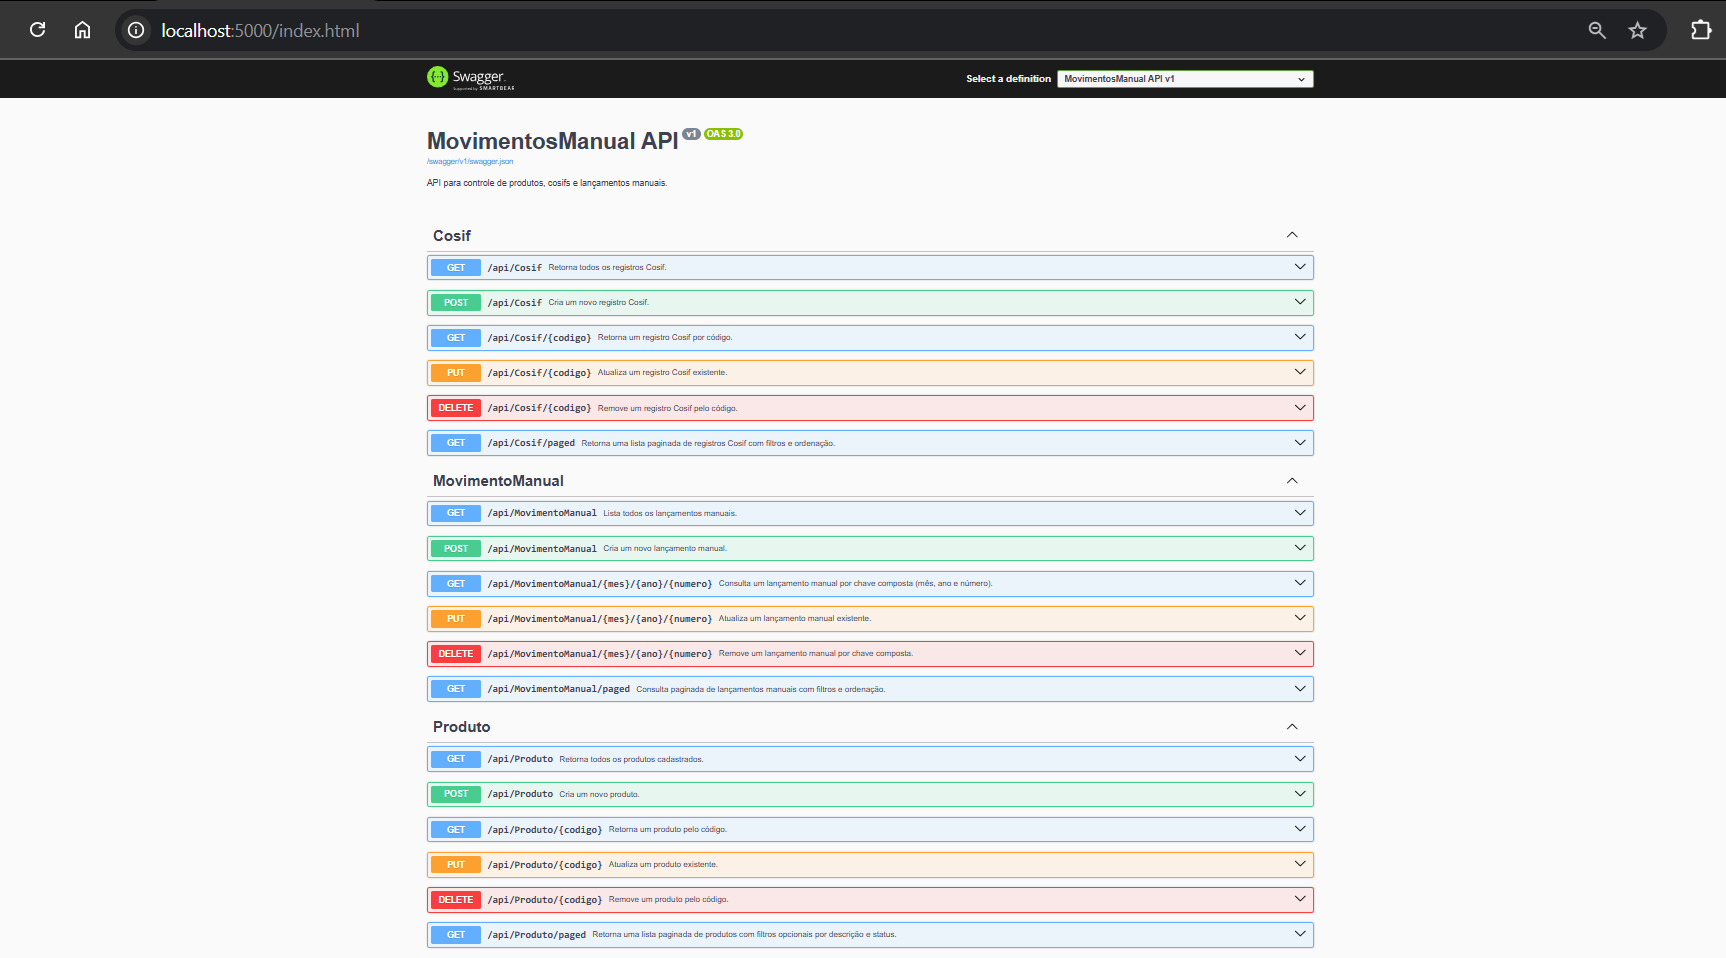 localhost:5000/index.html
Swagger.
Supported by SMARTBEAR
Select a definition
MovimentosManual API v1
MovimentosManual API v1 OAS 3.0
/swagger/v1/swagger.json
API para controle de produtos, cosifs e lançamentos manuais.
Cosif
GET /api/Cosif Retorna todos os registros Cosif.
POST /api/Cosif Cria um novo registro Cosif.
GET /api/Cosif/{codigo} Retorna um registro Cosif por código.
PUT /api/Cosif/{codigo} Atualiza um registro Cosif existente.
DELETE /api/Cosif/{codigo} Remove um registro Cosif pelo código.
GET /api/Cosif/paged Retorna uma lista paginada de registros Cosif com filtros e ordenação.
MovimentoManual
GET /api/MovimentoManual Lista todos os lançamentos manuais.
POST /api/MovimentoManual Cria um novo lançamento manual.
GET /api/MovimentoManual/{mes}/{ano}/{numero} Consulta um lançamento manual por chave composta (mês, ano e número).
PUT /api/MovimentoManual/{mes}/{ano}/{numero} Atualiza um lançamento manual existente.
DELETE /api/MovimentoManual/{mes}/{ano}/{numero} Remove um lançamento manual por chave composta.
GET /api/MovimentoManual/paged Consulta paginada de lançamentos manuais com filtros e ordenação.
Produto
GET /api/Produto Retorna todos os produtos cadastrados.
POST /api/Produto Cria um novo produto.
GET /api/Produto/{codigo} Retorna um produto pelo código.
PUT /api/Produto/{codigo} Atualiza um produto existente.
DELETE /api/Produto/{codigo} Remove um produto pelo código.
GET /api/Produto/paged Retorna uma lista paginada de produtos com filtros opcionais por descrição e status.